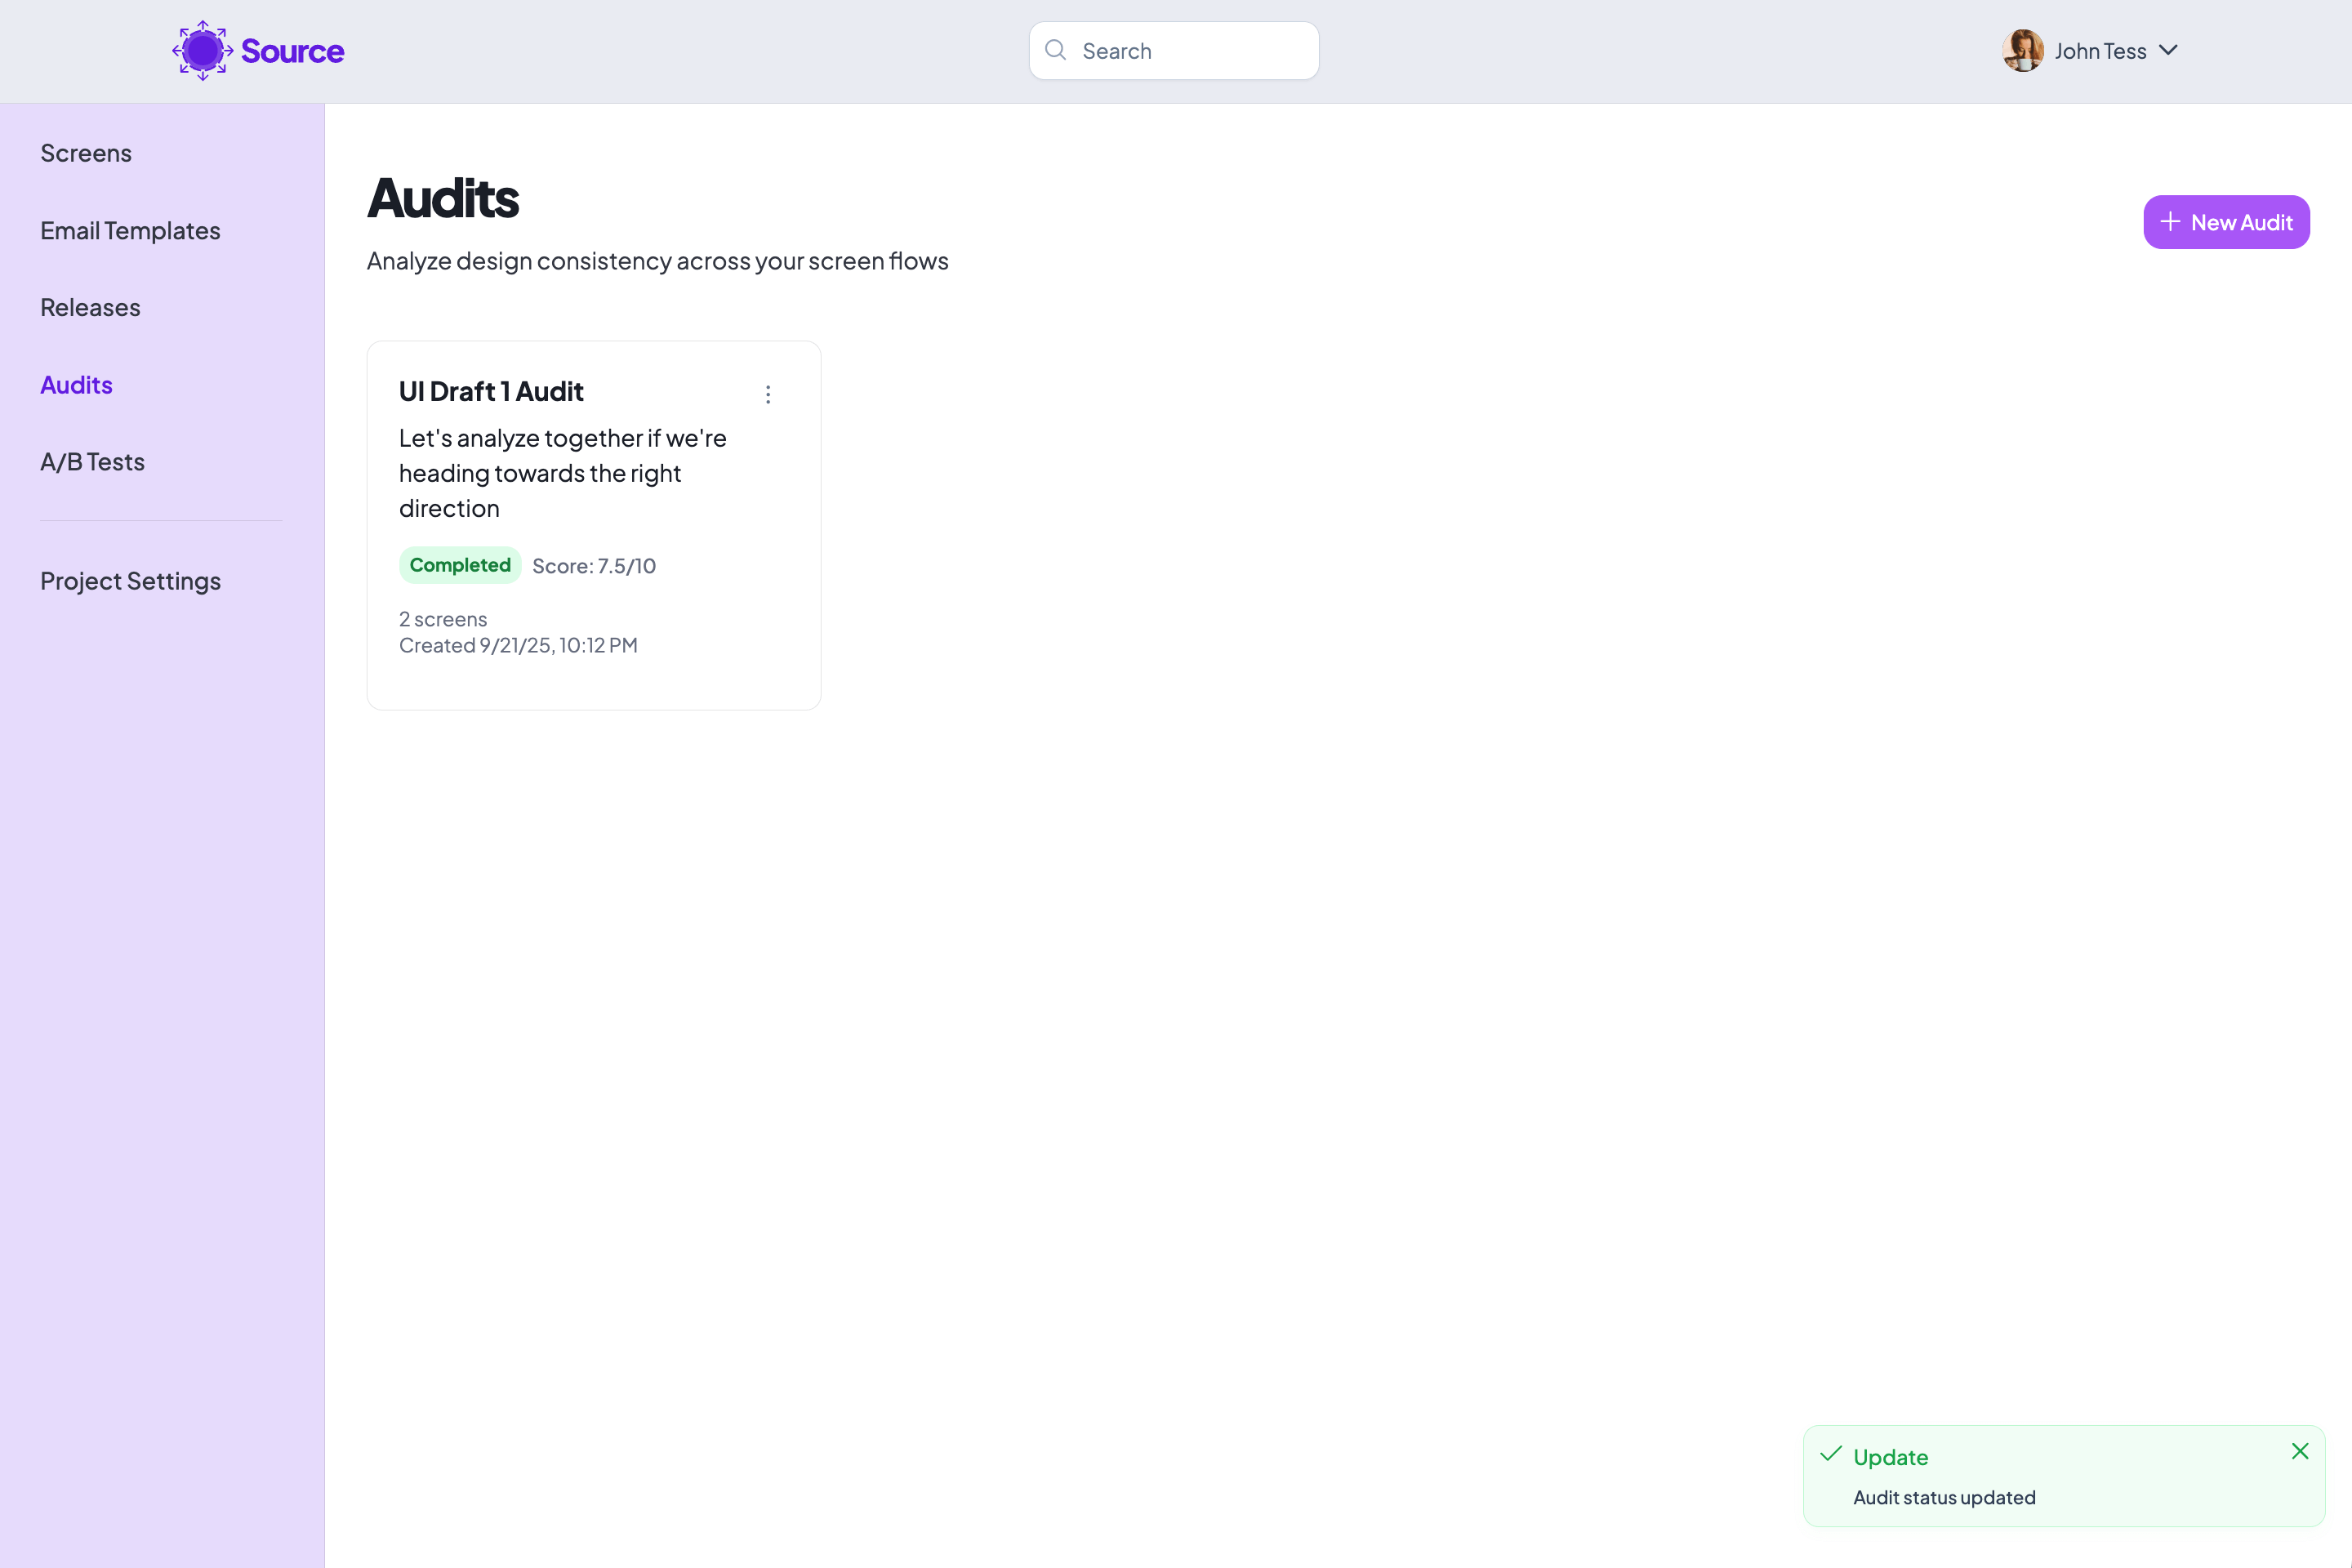 Source
Search
John Tess
Screens
Email Templates
Releases
Audits
A/B Tests
Project Settings
Audits
Analyze design consistency across your screen flows
New Audit
UI Draft 1 Audit
Let's analyze together if we're
heading towards the right
direction
Completed
Score: 7.5/10
2 screens
Created 9/21/25, 10:12 PM
Update
Audit status updated